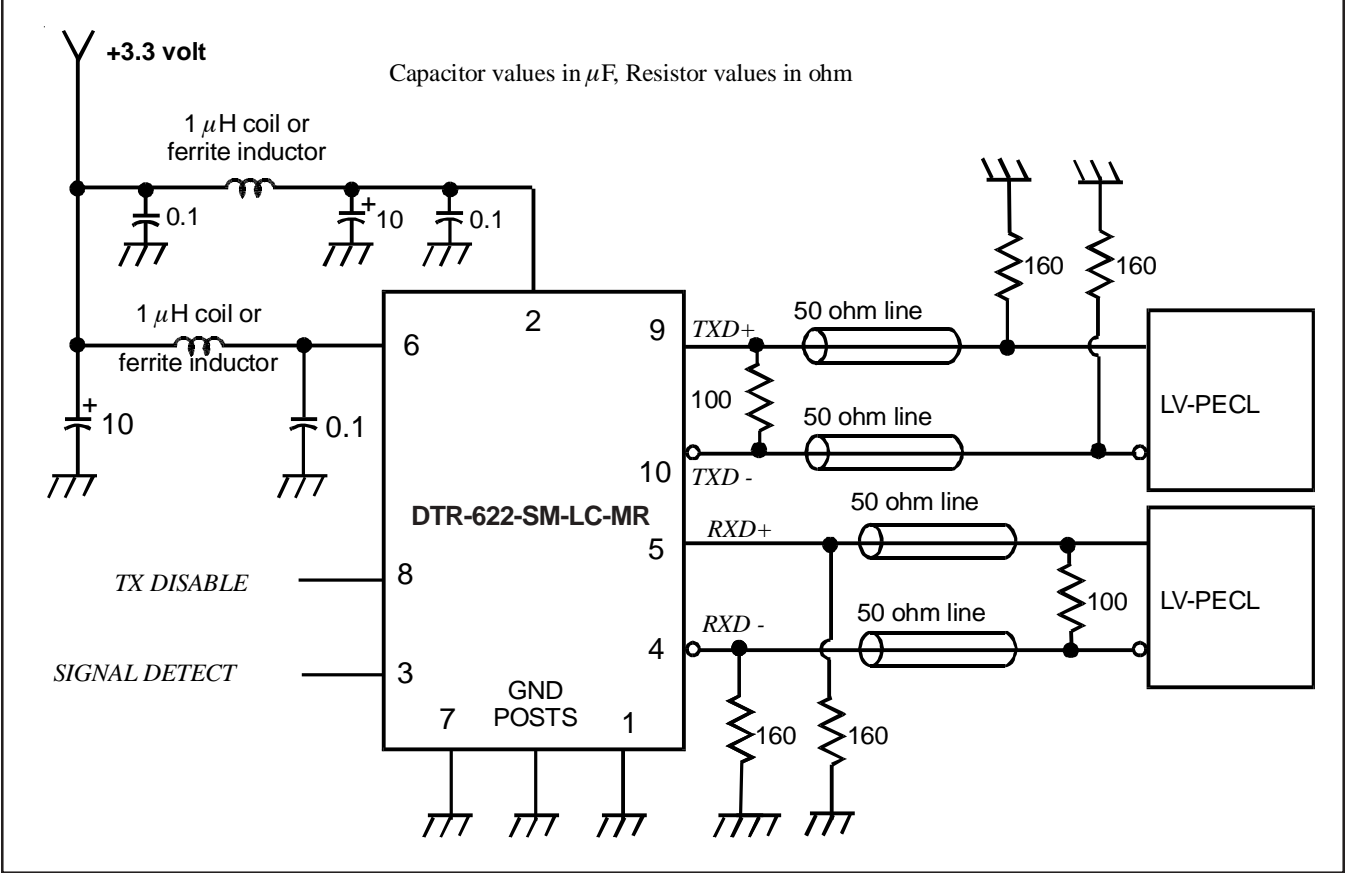 +3.3 volt
Capacitor values in μF, Resistor values in ohm
1 μH coil or
ferrite inductor
0.1
+
10
0.1
160
160
1 μH coil or
ferrite inductor
+
10
0.1
6
2
9
TXD+
50 ohm line
100
50 ohm line
10
TXD -
LV-PECL
DTR-622-SM-LC-MR
5
RXD+
50 ohm line
TX DISABLE
8
100
LV-PECL
RXD -
50 ohm line
4
SIGNAL DETECT
3
GND
POSTS
7
1
160
160